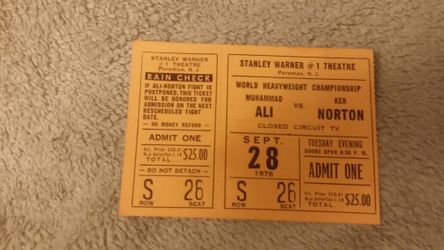 STANLEY WARNER
#1 THEATRE
Paramus, N. J.
RAIN CHECK
IF ALI-NORTON FIGHT IS
POSTPONED, THIS TICKET
WILL BE HONORED FOR
ADMISSION ON THE NEXT
RESCHEDULED FIGHT
DATE.
— NO MONEY REFUND —
ADMIT ONE
TOTAL $25.00
— DO NOT DETACH —
S 26
ROW SEAT
STANLEY WARNER #1 THEATRE
Paramus, N. J.
WORLD HEAVYWEIGHT CHAMPIONSHIP
MUHAMMAD KEN
ALI VS. NORTON
CLOSED CIRCUIT TV
SEPT.
28
1976
TUESDAY EVENING
DOORS OPEN
ADMIT ONE
TOTAL $25.00
S 26
ROW SEAT